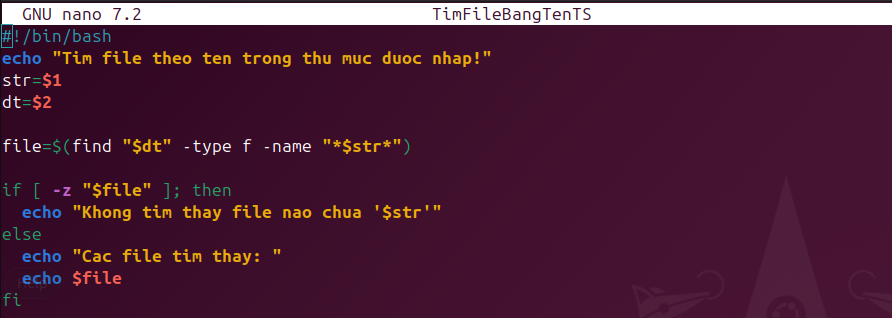 GNU nano 7.2 TimFileBangTenTS
#!/bin/bash
echo "Tim file theo ten trong thu muc duoc nhap!"
str=$1
dt=$2
file=$(find "$dt" -type f -name "*$str*")
if [ -z "$file" ]; then
  echo "Khong tim thay file nao chua '$str'"
else
  echo "Cac file tim thay: "
  echo $file
fi